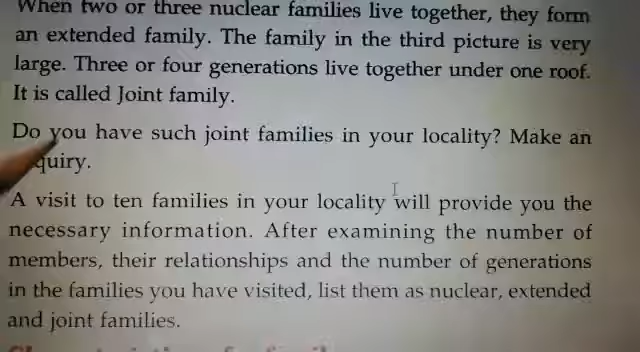 When two or three nuclear families live together, they form
an extended family. The family in the third picture is very
large. Three or four generations live together under one roof.
It is called Joint family.
Do you have such joint families in your locality? Make an
quiry.
A visit to ten families in your locality will provide you the
necessary information. After examining the number of
members, their relationships and the number of generations
in the families you have visited, list them as nuclear, extended
and joint families.